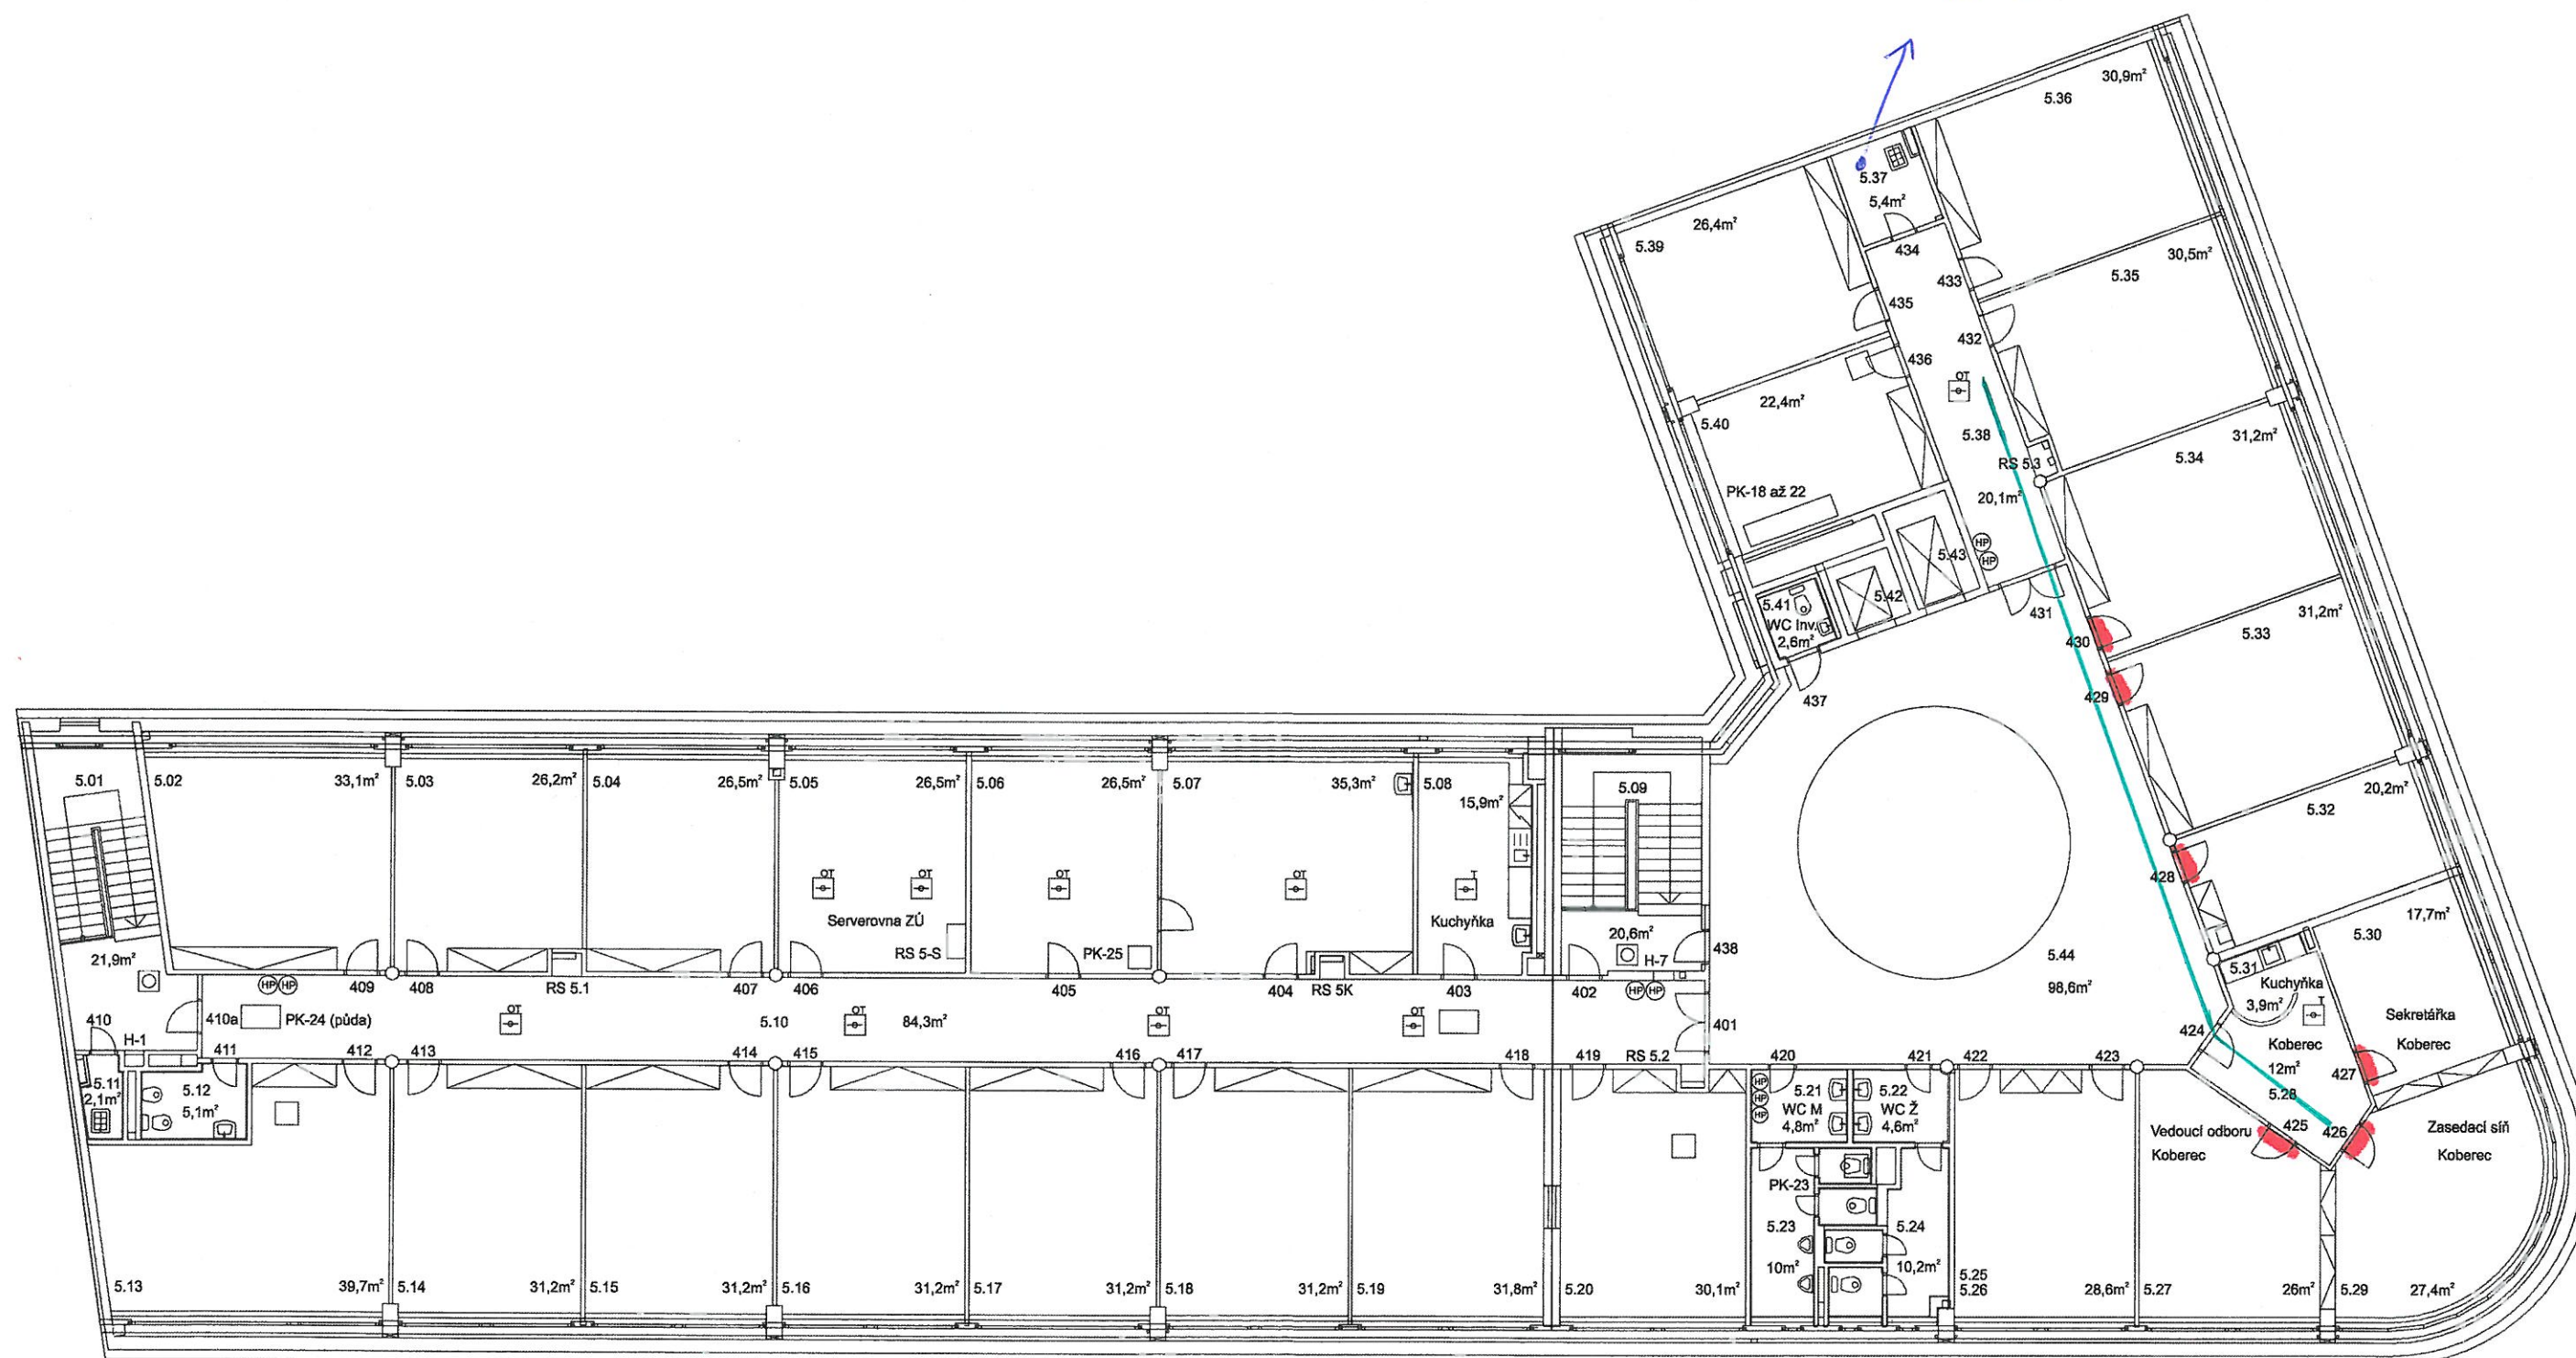 30,9m²
5.36
5.37
5,4m²
26,4m²
5.39
434
30,5m²
5.35
433
435
432
436
OT
22,4m²
5.40
5.38
31,2m²
5.34
RS 5.3
PK-18 až 22
20,1m²
HP
HP
5.43
5.42
5.41
WC Inv.
2,6m²
431
31,2m²
5.33
430
429
437
5.01
5.02
33,1m²
5.03
26,2m²
5.04
26,5m²
5.05
26,5m²
5.06
26,5m²
5.07
35,3m²
5.08
15,9m²
5.09
20,2m²
5.32
OT
OT
OT
OT
T
428
Serverovna ZÚ
Kuchyňka
17,7m²
5.30
RS 5-S
PK-25
20,6m²
H-7
438
5.44
98,6m²
21,9m²
5.31
Kuchyňka
3,9m²
T
HP HP
409
408
RS 5.1
407
406
405
404
RS 5K
403
402
HP HP
410
410a
PK-24 (půda)
OT
5.10
OT
84,3m²
OT
OT
401
424
Sekretářka
Koberec
Koberec
12m²
5.28
427
H-1
411
412
413
414
415
416
417
418
419
RS 5.2
420
421
422
423
5.11
2,1m²
5.12
5,1m²
HP
HP
HP
5.21
WC M
4,8m²
5.22
WC Ž
4,6m²
425
426
Vedoucí odboru
Koberec
Zasedací síň
Koberec
PK-23
5.23
10m²
5.24
10,2m²
5.13
39,7m²
5.14
31,2m²
5.15
31,2m²
5.16
31,2m²
5.17
31,2m²
5.18
31,2m²
5.19
31,8m²
5.20
30,1m²
5.25
5.26
28,6m²
5.27
26m²
5.29
27,4m²